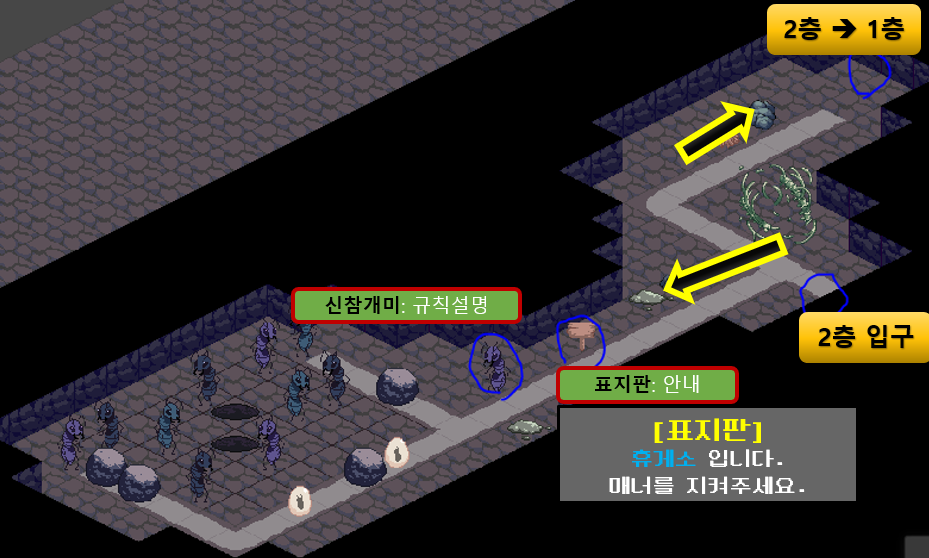 2층 → 1층
신참개미: 규칙설명
2층 입구
표지판: 안내
[표지판]
휴게소 입니다.
매너를 지켜주세요.